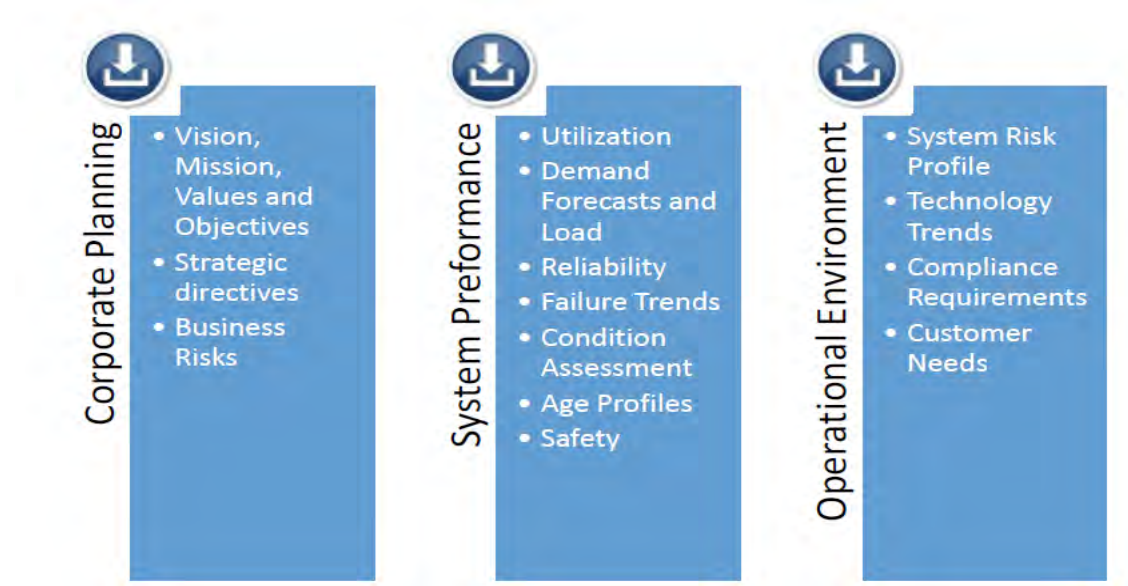 Corporate Planning
• Vision,
Mission,
Values and
Objectives
• Strategic
directives
• Business
Risks
System Preformance
• Utilization
• Demand
Forecasts and
Load
• Reliability
• Failure Trends
• Condition
Assessment
• Age Profiles
• Safety
Operational Environment
• System Risk
Profile
• Technology
Trends
• Compliance
Requirements
• Customer
Needs